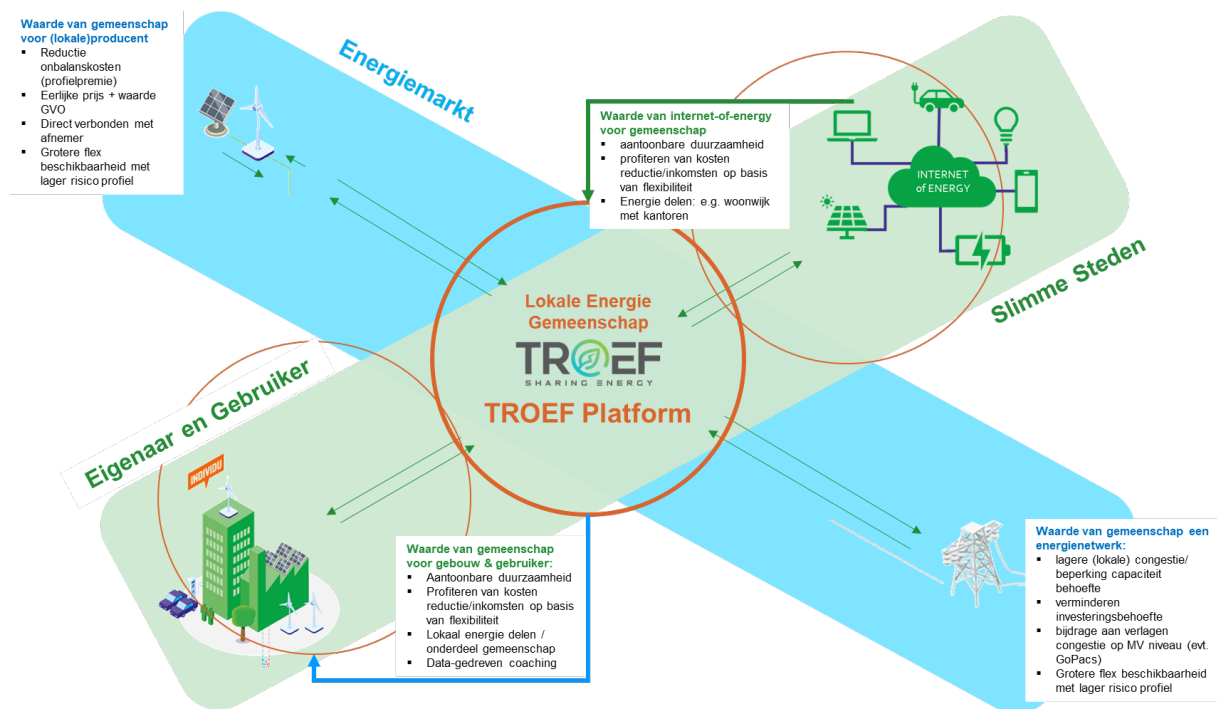 Waarde van gemeenschap
voor (lokale)producent
▪ Reductie
onbalanskosten
(profielpremie)
▪ Eerlijke prijs + waarde
GVO
▪ Direct verbonden met
afnemer
▪ Grotere flex
beschikbaarheid met
lager risico profiel
Energiemarkt
Waarde van internet-of-energy
voor gemeenschap
▪ aantoonbare duurzaamheid
▪ profiteren van kosten
reductie/inkomsten op basis
van flexibiliteit
▪ Energie delen: e.g. woonwijk
met kantoren
INTERNET
of ENERGY
Slimme Steden
Lokale Energie
Gemeenschap
TROEF
SHARING ENERGY
TROEF Platform
Eigenaar en Gebruiker
INDIVIDU
Waarde van gemeenschap
voor gebouw & gebruiker:
▪ Aantoonbare duurzaamheid
▪ Profiteren van kosten
reductie/inkomsten op basis
van flexibiliteit
▪ Lokaal energie delen /
onderdeel gemeenschap
▪ Data-gedreven coaching
Waarde van gemeenschap een
energienetwerk:
▪ lagere (lokale) congestie/
beperking capaciteit
behoefte
▪ verminderen
investeringsbehoefte
▪ bijdrage aan verlagen
congestie op MV niveau (evt.
GoPacs)
▪ Grotere flex beschikbaarheid
met lager risico profiel